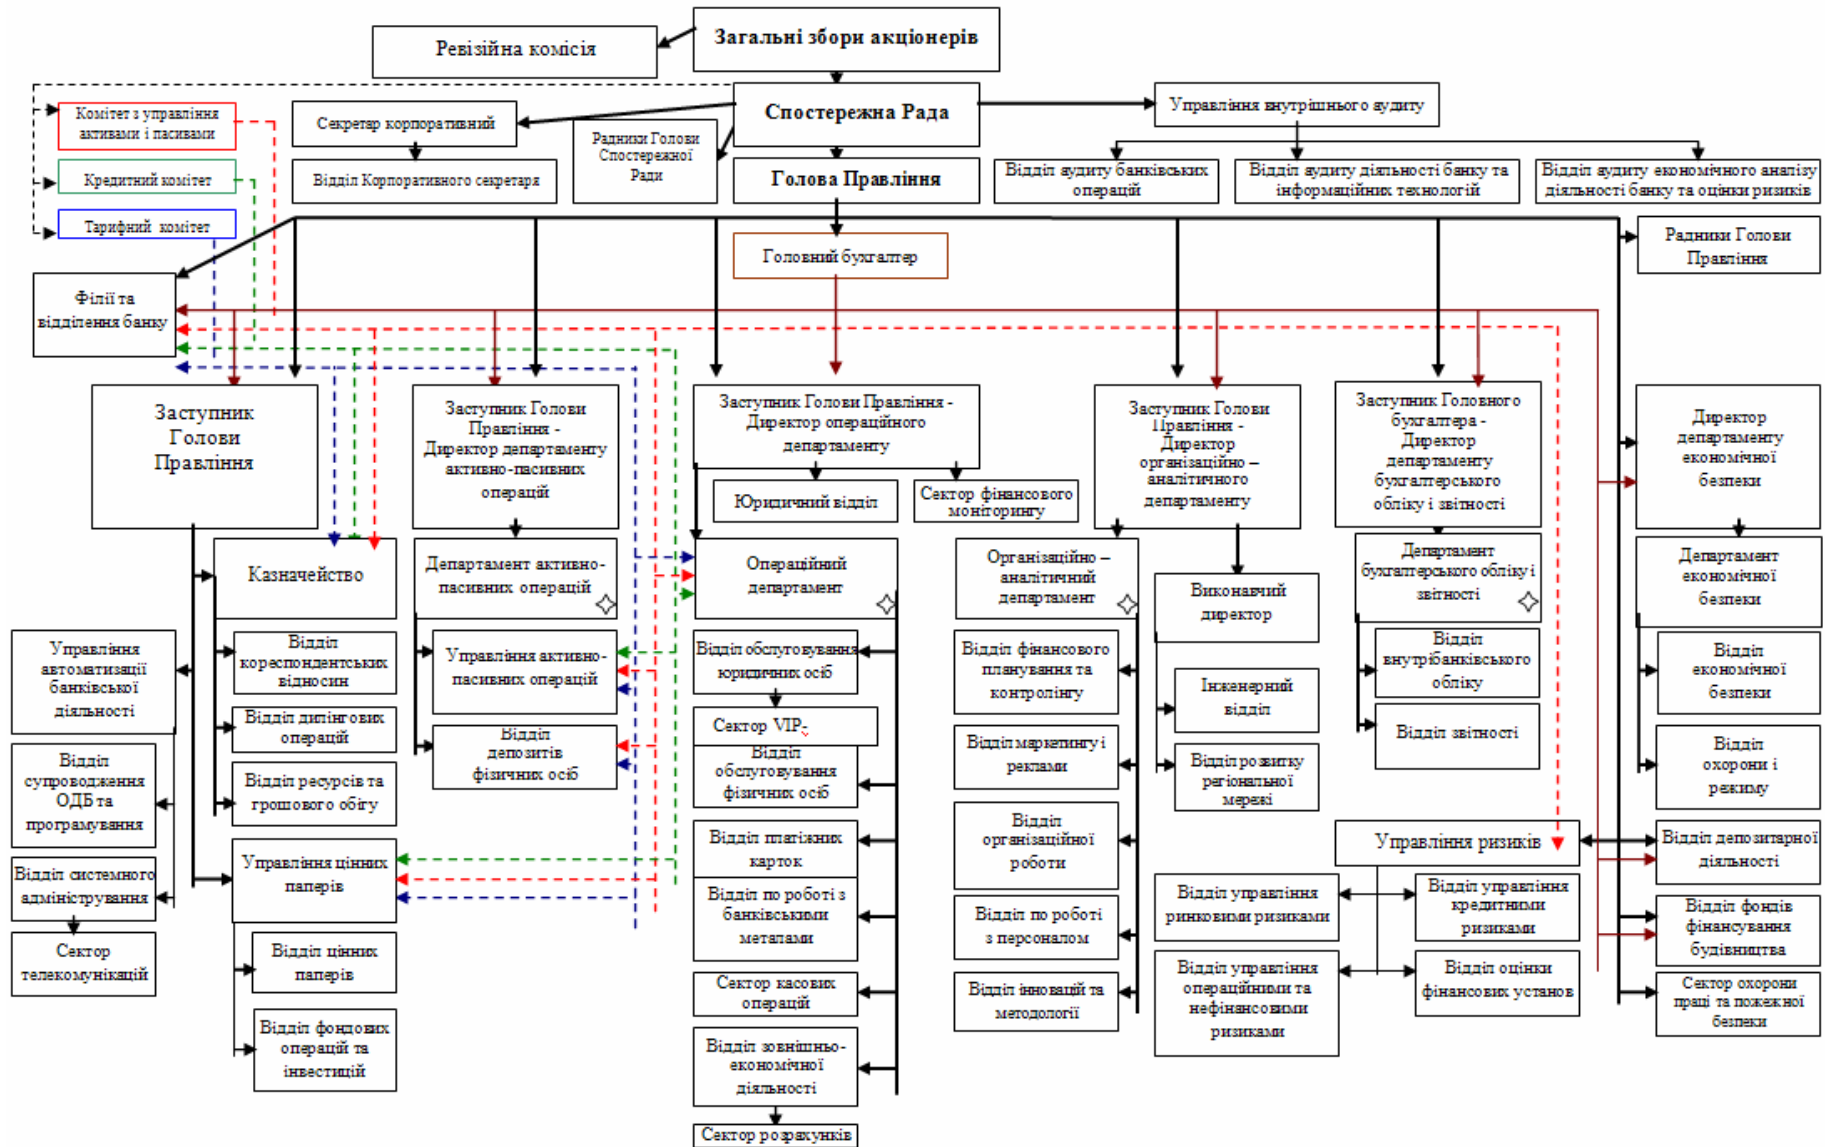 Загальні збори акціонерів
Ревізійна комісія
Комітет з управління
активами і пасивами
Секретар корпоративний
Радники Голови
Спостережної
Ради
Спостережна Рада
Управління внутрішнього аудиту
Кредитний комітет
Відділ Корпоративного секретаря
Голова Правління
Відділ аудиту банківських
операцій
Відділ аудиту діяльності банку та
інформаційних технологій
Відділ аудиту економічного аналізу
діяльності банку та оцінки ризиків
Тарифний комітет
Головний бухгалтер
Радники Голови
Правління
Філії та
відділення банку
Заступник
Голови
Правління
Заступник Голови
Правління -
Директор департаменту
активно-пасивних
операцій
Заступник Голови Правління -
Директор операційного
департаменту
Заступник Голови
Правління -
Директор
організаційно –
аналітичного
департаменту
Заступник Головного
бухгалтера -
Директор
департаменту
бухгалтерського
обліку і звітності
Директор
департаменту
економічної
безпеки
Юридичний відділ
Сектор фінансового
моніторингу
Казначейство
Департамент активно-
пасивних операцій
Операційний
департамент
Організаційно –
аналітичний
департамент
Виконавчий
директор
Департамент
бухгалтерського обліку і
звітності
Департамент
економічної
безпеки
Управління
автоматизації
банківської
діяльності
Відділ
кореспондентських
відносин
Управління активно-
пасивних операцій
Відділ обслуговування
юридичних осіб
Відділ фінансового
планування та
контролінгу
Інженерний
відділ
Відділ
внутрібанківського
обліку
Відділ
економічної
безпеки
Відділ дилінгових
операцій
Відділ
депозитів
фізичних осіб
Сектор VIP-
Відділ
обслуговування
фізичних осіб
Відділ маркетингу і
реклами
Відділ розвитку
регіональної
мережі
Відділ звітності
Відділ
охорони і
режиму
Відділ
супроводження
ОДБ та
програмування
Відділ ресурсів та
грошового обігу
Відділ платіжних
карток
Відділ
організаційної
роботи
Управління ризиків
Відділ депозитарної
діяльності
Відділ системного
адміністрування
Управління цінних
паперів
Відділ по роботі з
банківськими
металами
Відділ по роботі
з персоналом
Відділ управління
ринковими ризиками
Відділ управління
кредитними
ризиками
Відділ фондів
фінансування
будівництва
Сектор
телекомунікацій
Відділ цінних
паперів
Сектор касових
операцій
Відділ інновацій та
методології
Відділ управління
операційними та
нефінансовими
ризиками
Відділ оцінки
фінансових установ
Сектор охорони
праці та пожежної
безпеки
Відділ фондових
операцій та
інвестицій
Відділ зовнішньо-
економічної
діяльності
Сектор розрахунків